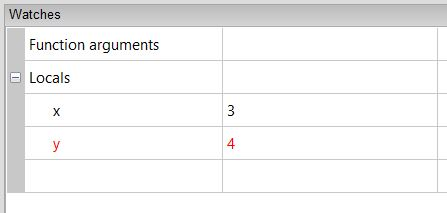 Watches
Function arguments
Locals
x 3
y 4